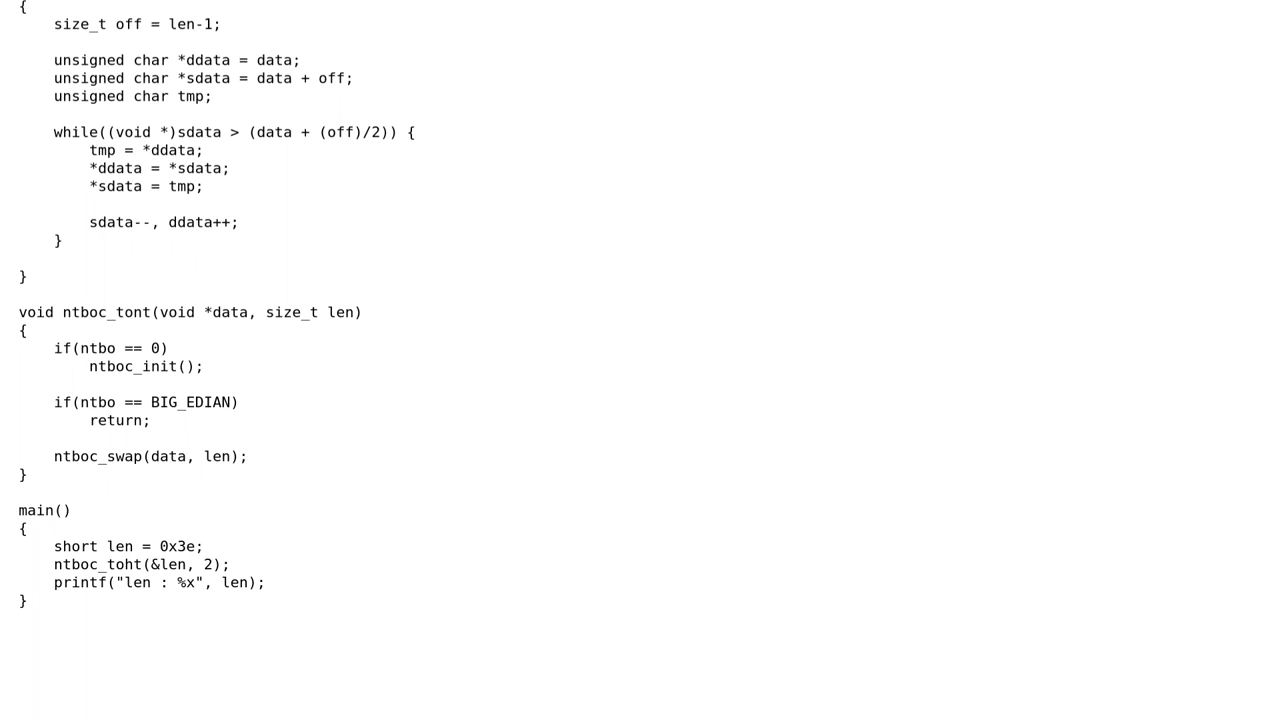 {
    size_t off = len-1;

    unsigned char *ddata = data;
    unsigned char *sdata = data + off;
    unsigned char tmp;

    while((void *)sdata > (data + (off)/2)) {
        tmp = *ddata;
        *ddata = *sdata;
        *sdata = tmp;

        sdata--, ddata++;
    }

}

void ntboc_tont(void *data, size_t len)
{
    if(ntbo == 0)
        ntboc_init();

    if(ntbo == BIG_EDIAN)
        return;

    ntboc_swap(data, len);
}

main()
{
    short len = 0x3e;
    ntboc_toht(&len, 2);
    printf("len : %x", len);
}